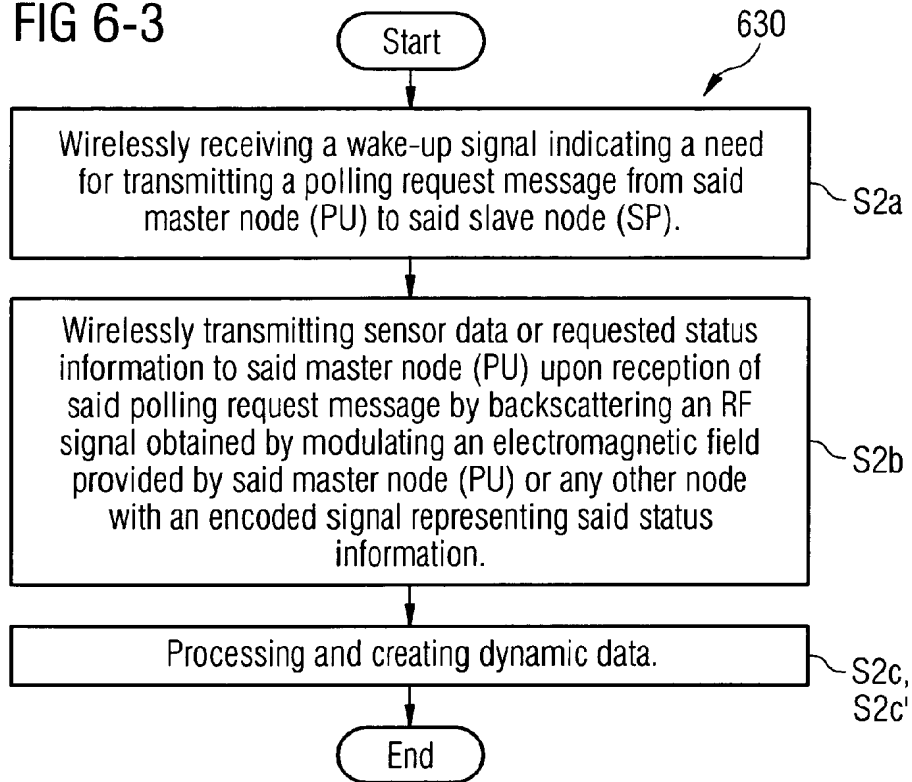 FIG 6-3
Start
630
Wirelessly receiving a wake-up signal indicating a need
for transmitting a polling request message from said
master node (PU) to said slave node (SP).
S2a
Wirelessly transmitting sensor data or requested status
information to said master node (PU) upon reception of
said polling request message by backscattering an RF
signal obtained by modulating an electromagnetic field
provided by said master node (PU) or any other node
with an encoded signal representing said status
information.
S2b
Processing and creating dynamic data.
S2c,
S2c'
End